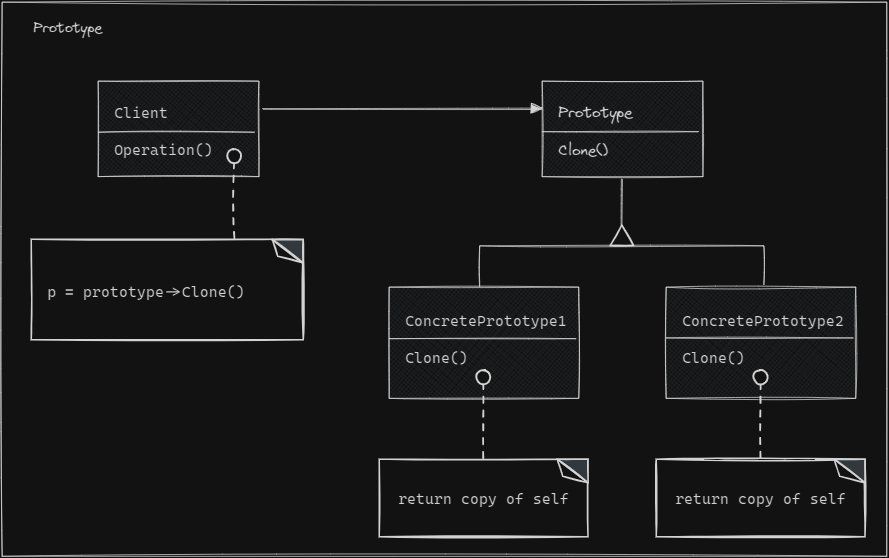 Prototype
Client
Operation()
Prototype
Clone()
p = prototype->Clone()
ConcretePrototype1
Clone()
ConcretePrototype2
Clone()
return copy of self
return copy of self